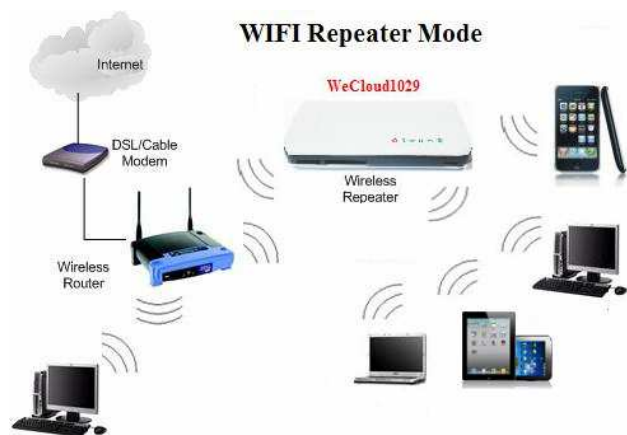 WIFI Repeater Mode
Internet
WeCloud1029
DSL/Cable
Modem
Wireless
Repeater
Wireless
Router